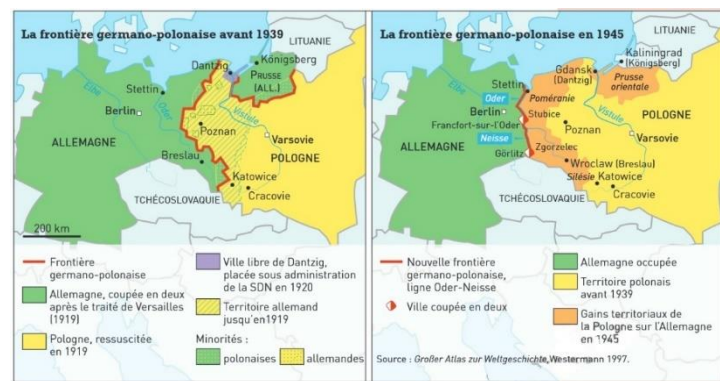 La frontière germano-polonaise avant 1939
LITUANIE
Dantzig
Königsberg
PRUSSE
(ALL.)
Stettin
Elbe
Oder
Berlin
Vistule
Poznan
Varsovie
ALLEMAGNE
POLOGNE
Breslau
Katowice
Cracovie
TCHÉCOSLOVAQUIE
200 km
Frontière
germano-polonaise
Allemagne, coupée en deux
après le traité de Versailles
(1919)
Pologne, ressuscitée
en 1919
Ville libre de Dantzig,
placée sous administration
de la SDN en 1920
Territoire allemand
jusqu'en 1919
Minorités :
polonaises
allemandes
La frontière germano-polonaise en 1945
LITUANIE
Kaliningrad
(Königsberg)
Gdansk
(Dantzig)
Prusse
orientale
Stettin
Elbe
Oder
Poméranie
Berlin
Stubice
Francfort-sur-l'Oder
Vistule
POLOGNE
Poznan
Varsovie
Neisse
ALLEMAGNE
Zgorzelec
Görlitz
Wroclaw (Breslau)
Silésie
Katowice
Cracovie
TCHÉCOSLOVAQUIE
Nouvelle frontière
germano-polonaise,
ligne Oder-Neisse
Ville coupée en deux
Allemagne occupée
Territoire polonais
avant 1939
Gains territoriaux de
la Pologne sur l'Allemagne
en 1945
Source : Großer Atlas zur Weltgeschichte, Westermann 1997.